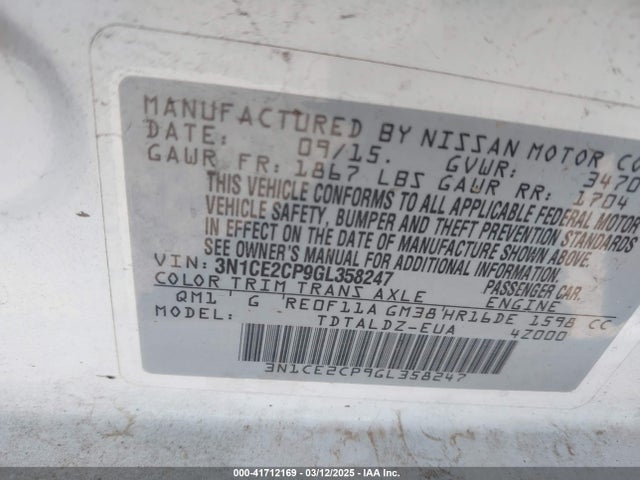 MANUFACTURED BY NISSAN MOTOR CO
DATE: 09/15. GVWR: 3470
GAWR FR: 1867 LBS GAWR RR: 1704
THIS VEHICLE CONFORMS TO ALL APPLICABLE FEDERAL MOTOR
VEHICLE SAFETY, BUMPER AND THEFT PREVENTION STANDARDS
IN EFFECT ON THE DATE OF MANUFACTURE SHOWN ABOVE.
SEE OWNER'S MANUAL FOR ADDITIONAL INFORMATION.
VIN: 3N1CE2CP9GL358247 PASSENGER CAR.
COLOR TRIM TRANS AXLE ENGINE
QM1 G RE0F11A GM38 HR16DE 1598 CC
MODEL: TDTALDZ-EUA 4Z000
3N1CE2CP9GL358247
000-41712169 | 03/12/2025 | IAA Inc.